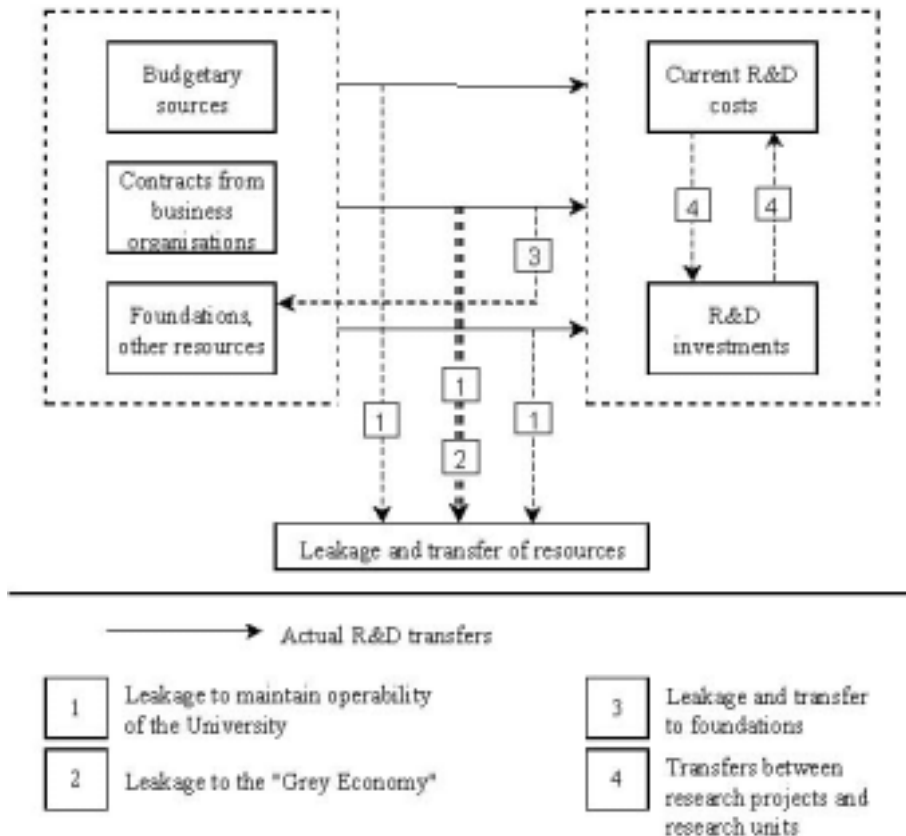 Budgetary
sources
Current R&D
costs
Contracts from
business
organisations
4
4
3
Foundations,
other resources
R&D
investments
1
1
1
2
Leakage and transfer of resources
Actual R&D transfers
1
Leakage to maintain operability
of the University
2
Leakage to the "Grey Economy"
3
Leakage and transfer
to foundations
4
Transfers between
research projects and
research units